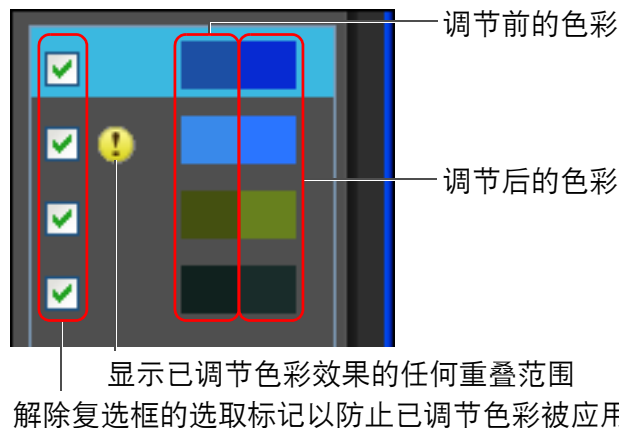 调节前的色彩
调节后的色彩
显示已调节色彩效果的任何重叠范围
解除复选框的选取标记以防止已调节色彩被应用